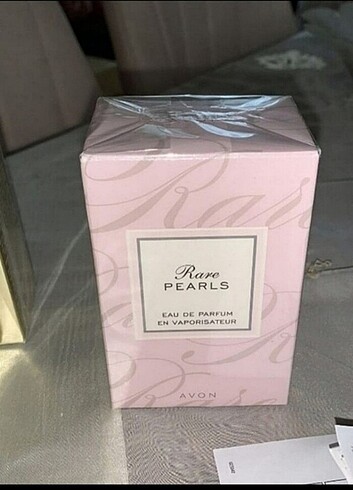 Rare
PEARLS
EAU DE PARFUM
EN VAPORISATEUR
AVON